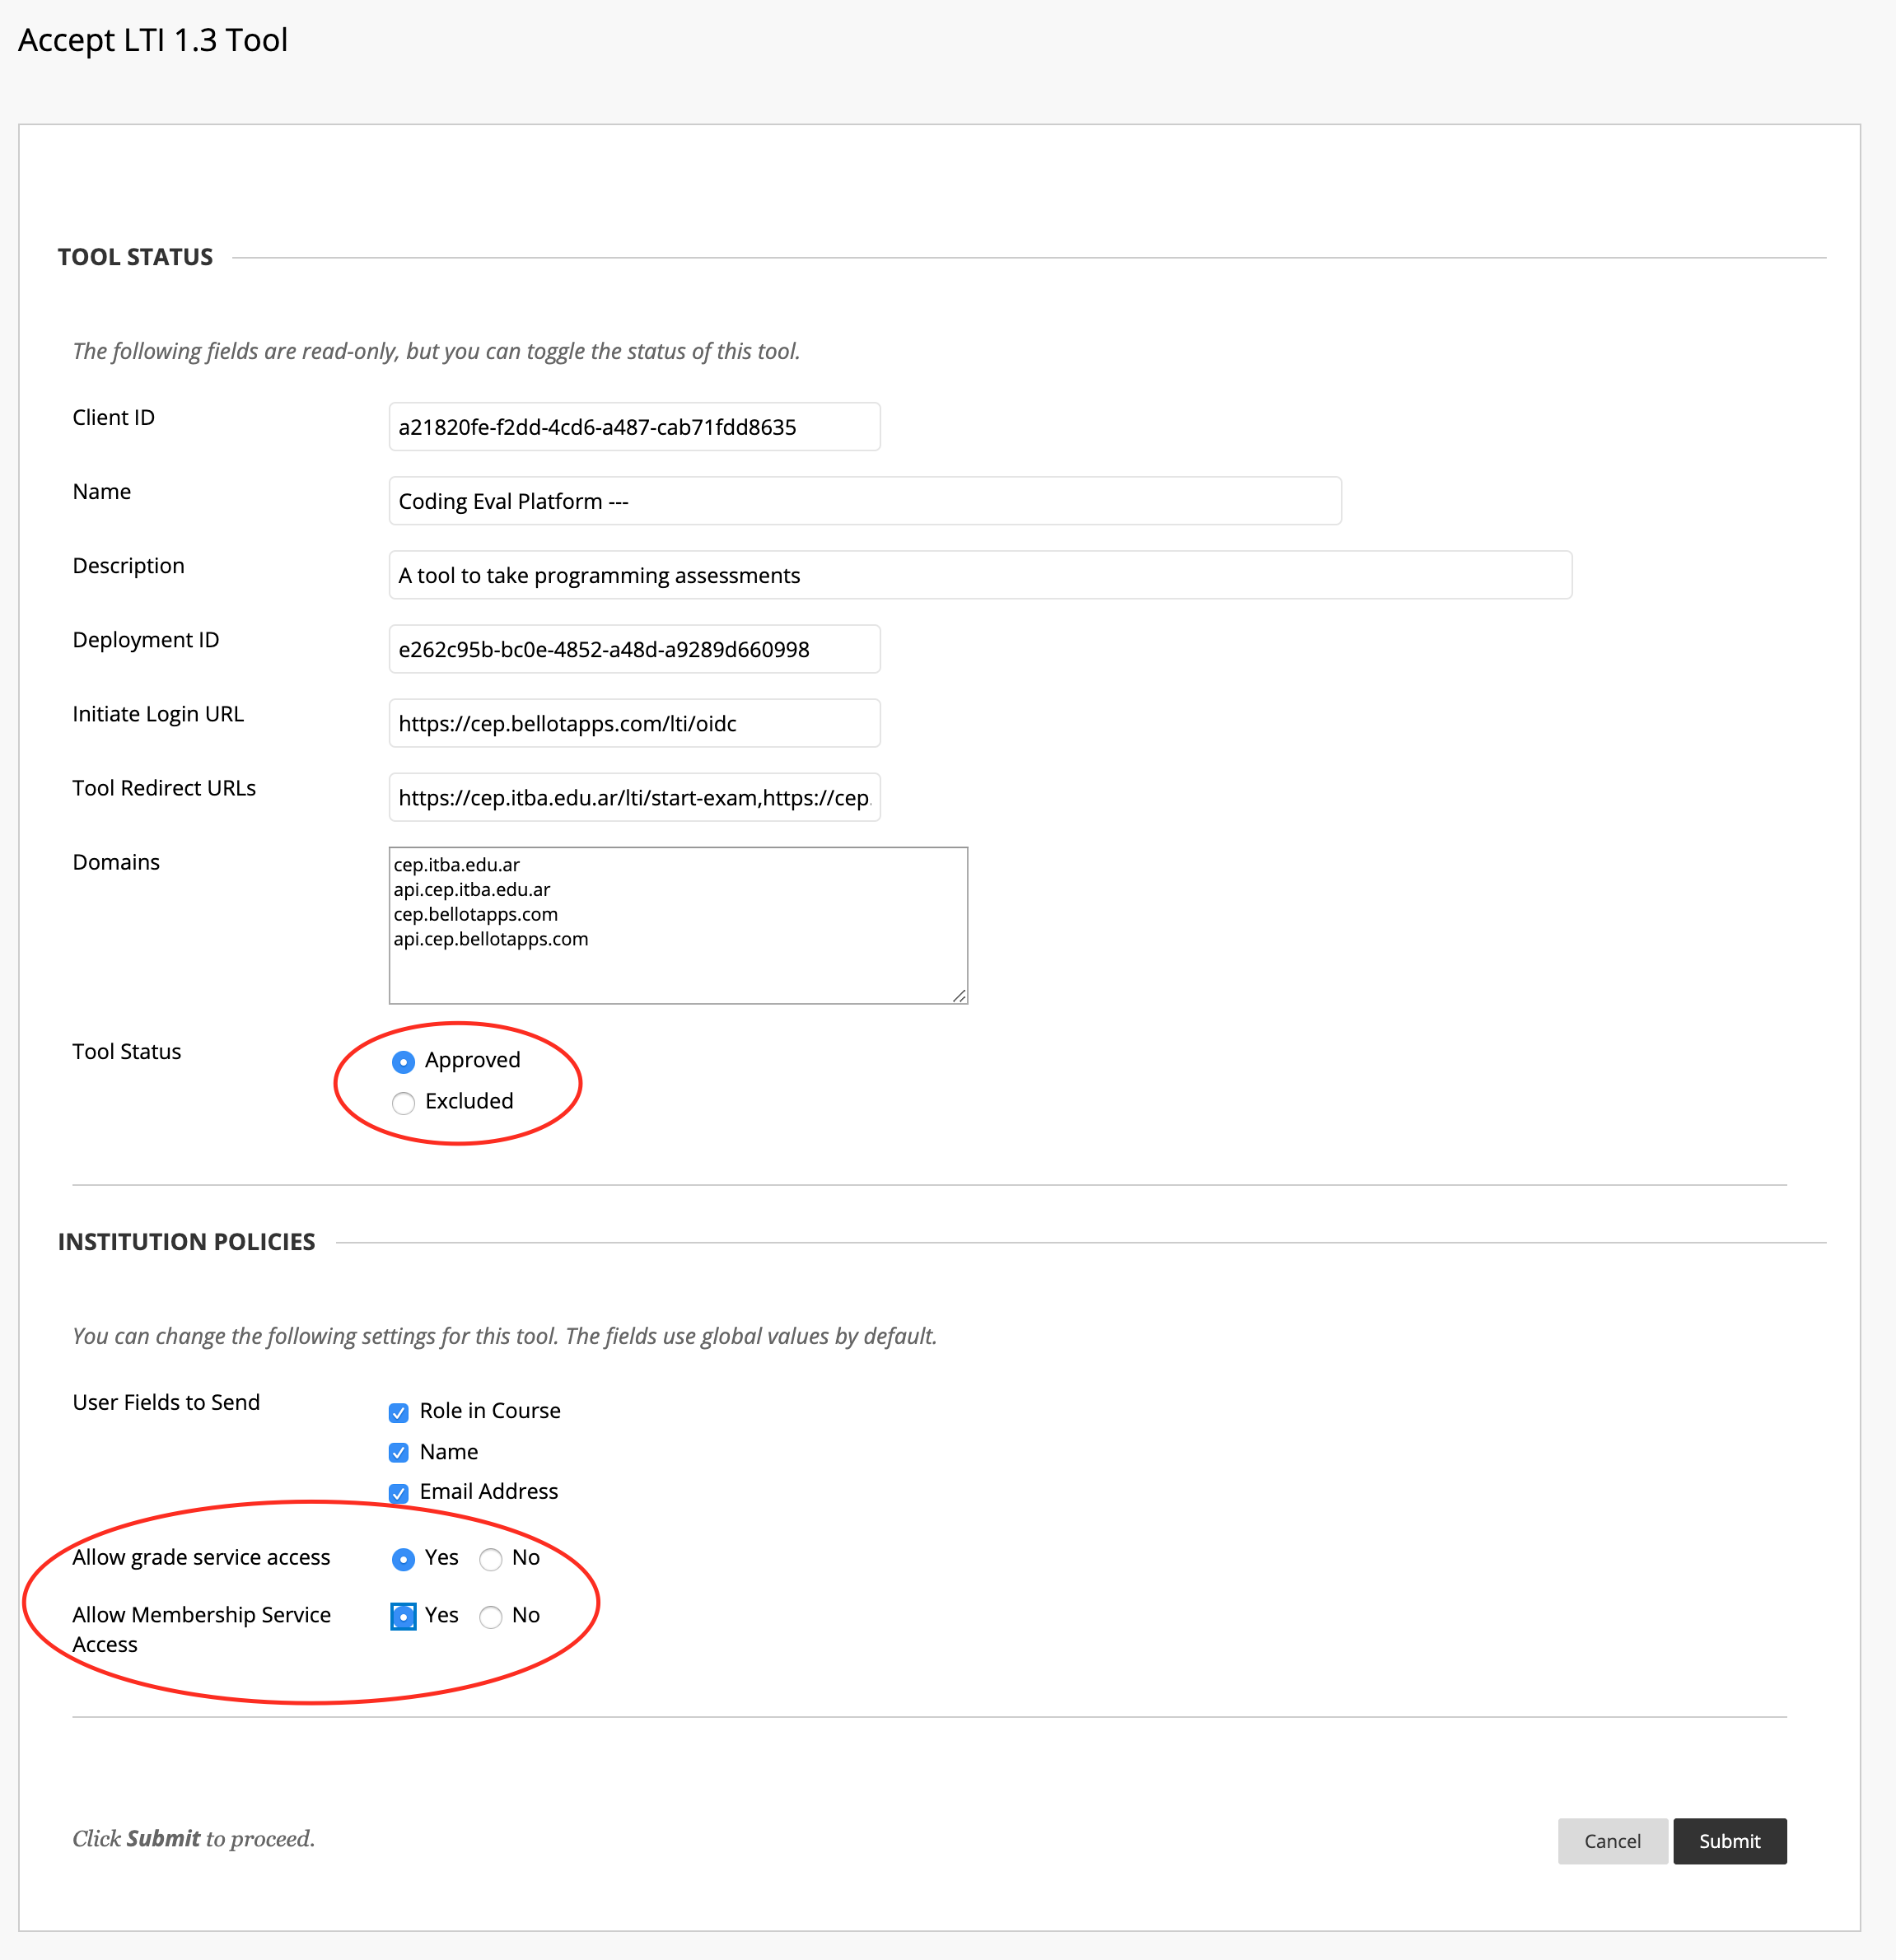 Accept LTI 1.3 Tool
TOOL STATUS
The following fields are read-only, but you can toggle the status of this tool.
Client ID
a21820fe-f2dd-4cd6-a487-cab71fdd8635
Name
Coding Eval Platform ---
Description
A tool to take programming assessments
Deployment ID
e262c95b-bc0e-4852-a48d-a9289d660998
Initiate Login URL
https://cep.bellotapps.com/lti/oidc
Tool Redirect URLs
https://cep.itba.edu.ar/lti/start-exam,https://cep.
Domains
cep.itba.edu.ar
api.cep.itba.edu.ar
cep.bellotapps.com
api.cep.bellotapps.com
Tool Status
Approved
Excluded
INSTITUTION POLICIES
You can change the following settings for this tool. The fields use global values by default.
User Fields to Send
Role in Course
Name
Email Address
Allow grade service access
Yes No
Allow Membership Service
Access
Yes No
Click Submit to proceed.
Cancel Submit